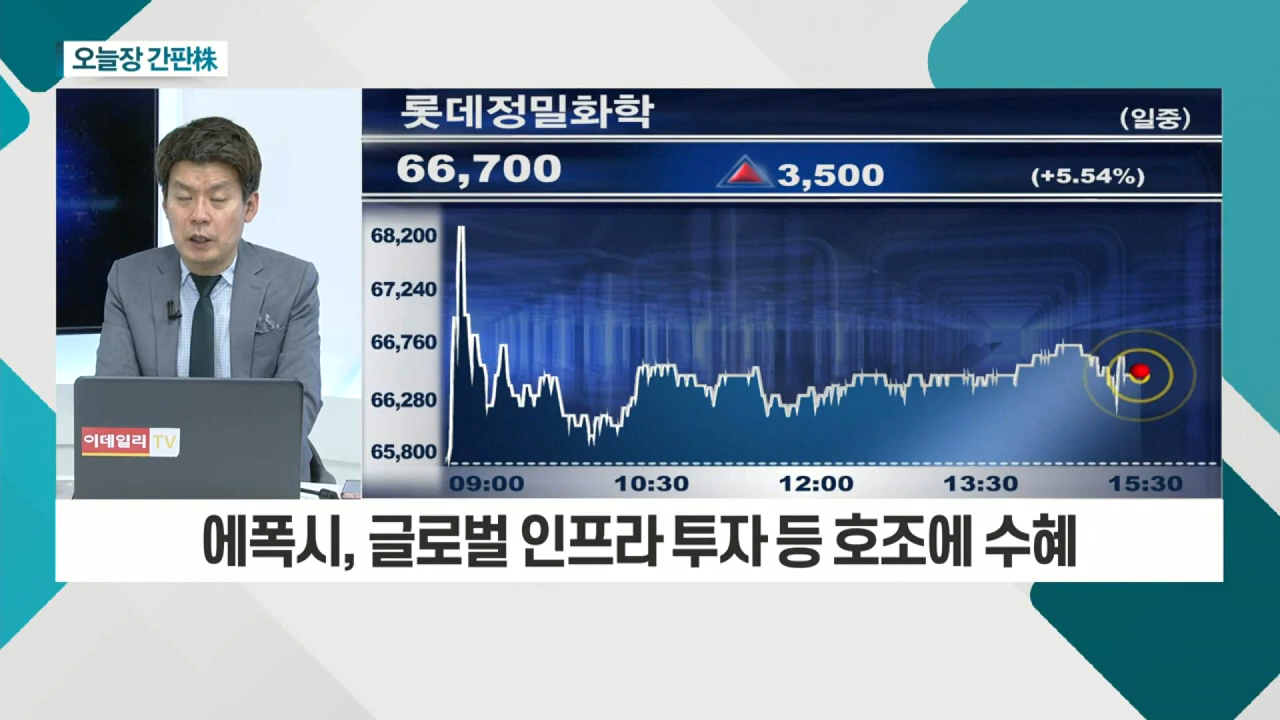 오늘장 간판株
롯데정밀화학
(일중)
66,700
3,500
(+5.54%)
68,200
67,240
66,760
66,280
65,800
09:00 10:30 12:00 13:30 15:30
이데일리TV
에폭시, 글로벌 인프라 투자 등 호조에 수혜